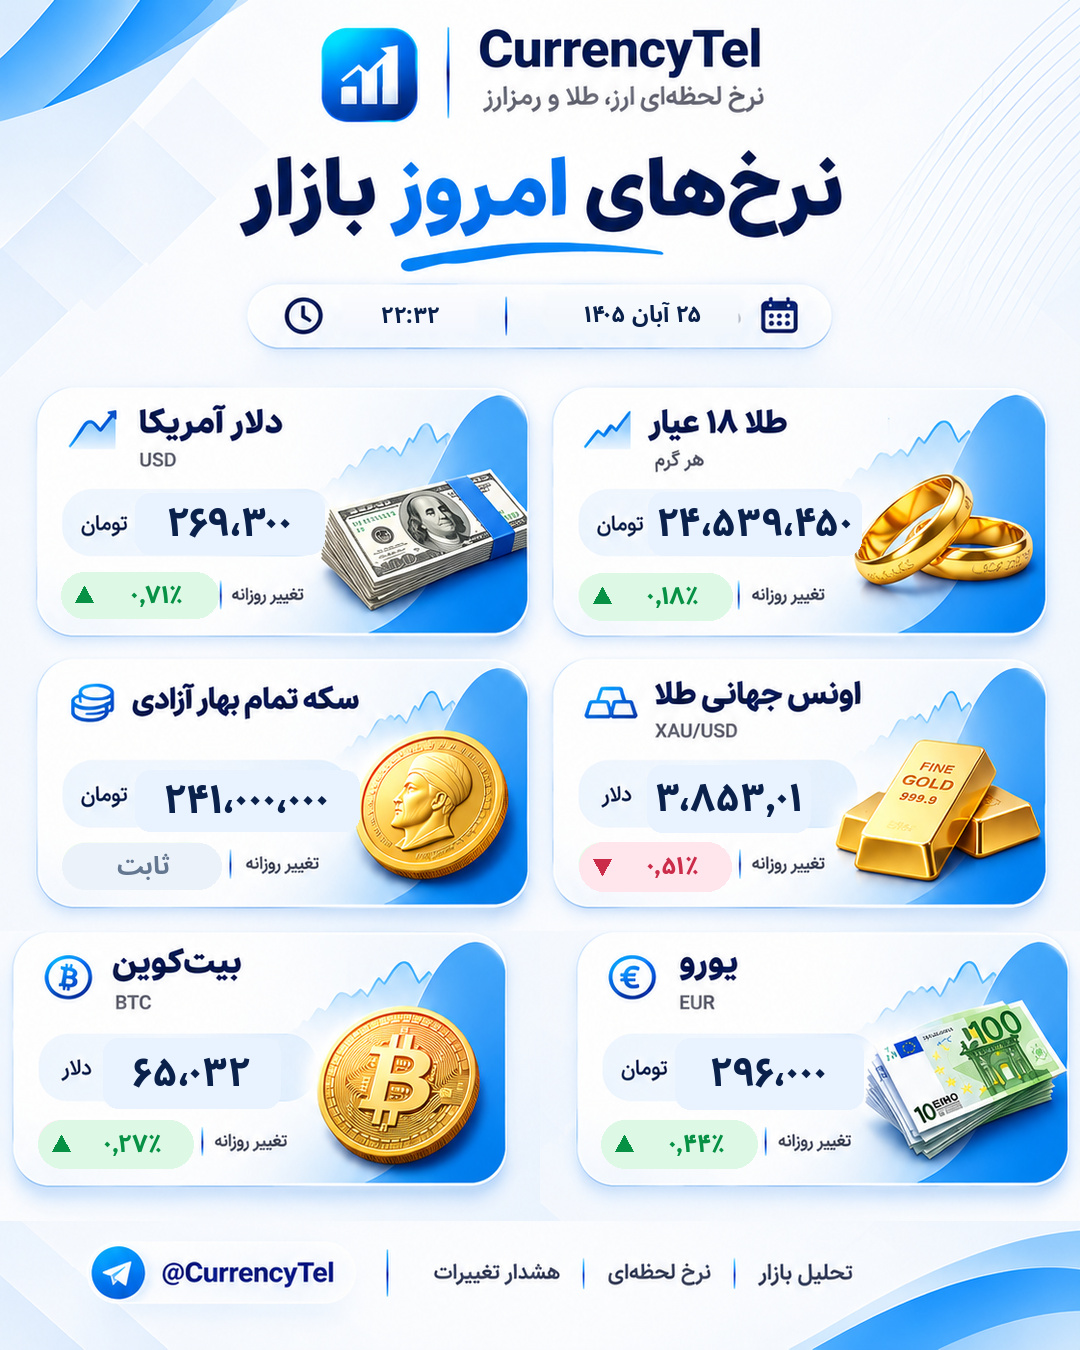 CurrencyTel
نرخ لحظه‌ای ارز، طلا و رمزارز
نرخ‌های امروز بازار
۲۵ آبان ۱۴۰۵
۲۲:۳۲
طلا ۱۸ عیار
هر گرم
۲۴،۵۳۹،۴۵۰ تومان
تغییر روزانه
۰٫۱۸٪
دلار آمریکا
USD
۲۶۹،۳۰۰ تومان
تغییر روزانه
۰٫۷۱٪
اونس جهانی طلا
XAU/USD
۳،۸۵۳٫۰۱ دلار
تغییر روزانه
۰٫۵۱٪
FINE
GOLD
999.9
سکه تمام بهار آزادی
۲۴۱،۰۰۰،۰۰۰ تومان
تغییر روزانه
ثابت
یورو
EUR
۲۹۶،۰۰۰ تومان
تغییر روزانه
۰٫۴۴٪
100
بیت‌کوین
BTC
۶۵،۰۳۲ دلار
تغییر روزانه
۰٫۲۷٪
تحلیل بازار
نرخ لحظه‌ای
هشدار تغییرات
@CurrencyTel